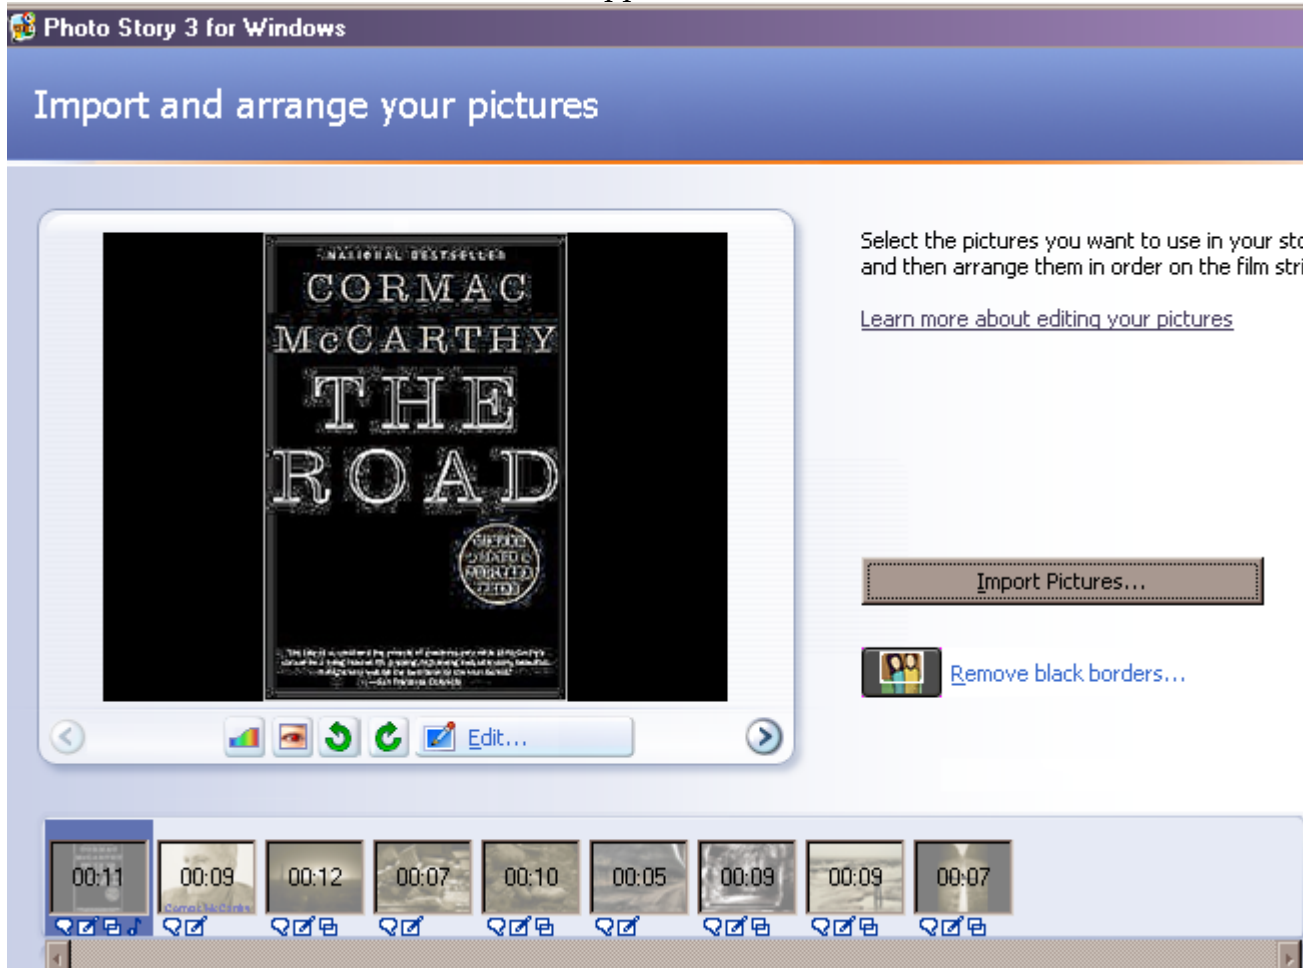 Photo Story 3 for Windows
Import and arrange your pictures
NATIONAL BESTSELLER
CORMAC
McCARTHY
THE
ROAD
Select the pictures you want to use in your sto
and then arrange them in order on the film stri
Learn more about editing your pictures
Import Pictures...
Remove black borders...
Edit...
00:11
00:09
00:12
00:07
00:10
00:05
00:09
00:09
00:07
Cormac McCarthy